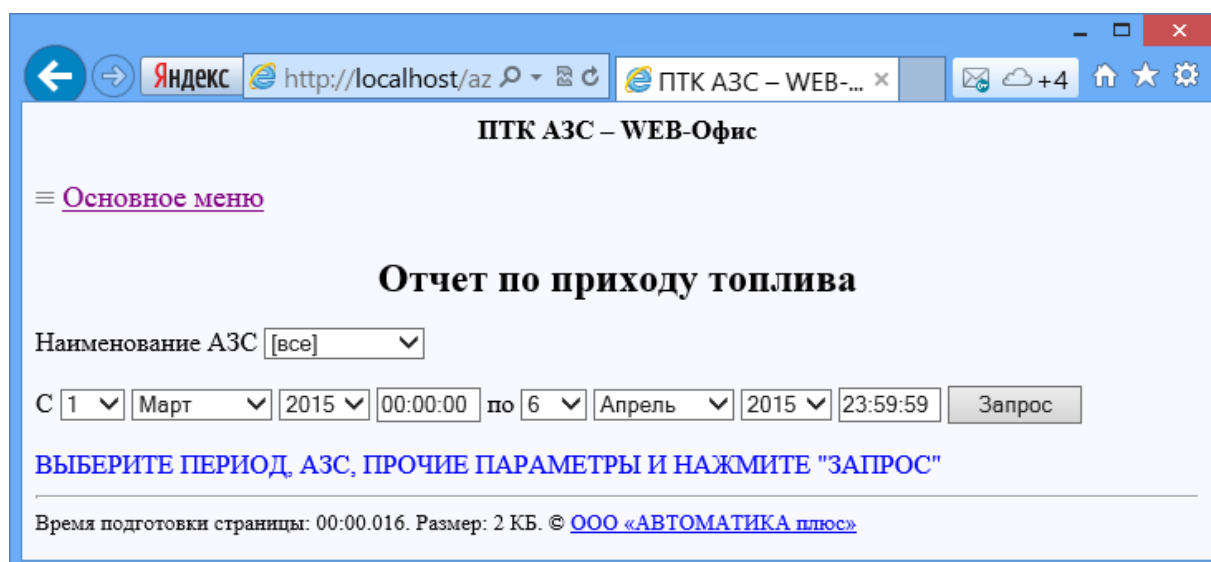 Яндекс http://localhost/az ПТК АЗС – WEB-... +4
ПТК АЗС – WEB-Офис
Основное меню
Отчет по приходу топлива
Наименование АЗС [все]
С 1 Март 2015 00:00:00 по 6 Апрель 2015 23:59:59 Запрос
ВЫБЕРИТЕ ПЕРИОД, АЗС, ПРОЧИЕ ПАРАМЕТРЫ И НАЖМИТЕ "ЗАПРОС"
Время подготовки страницы: 00:00.016. Размер: 2 КБ. © ООО «АВТОМАТИКА плюс»